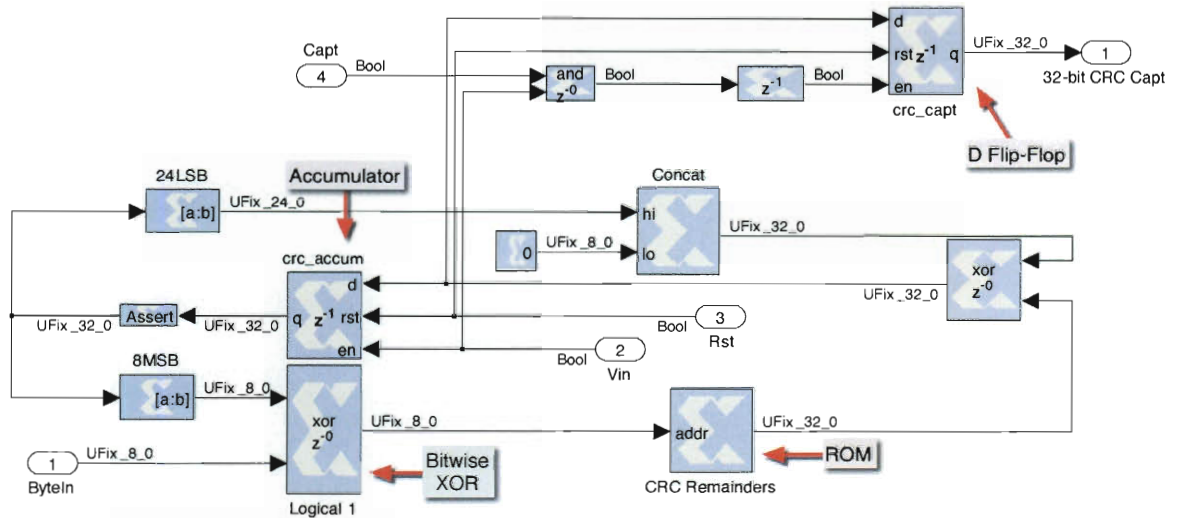 d
Capt
4
Bool
and
z-0
Bool
z-1
Bool
rst z-1 q
en
UFix_32_0
1
32-bit CRC Capt
crc_capt
D Flip-Flop
24LSB
[a:b]
UFix_24_0
Accumulator
Concat
hi
lo
0
UFix_8_0
UFix_32_0
xor
z-0
crc_accum
d
q z-1 rst
en
UFix_32_0
Assert
UFix_32_0
UFix_32_0
Bool
3
Rst
Bool
2
Vin
8MSB
[a:b]
UFix_8_0
xor
z-0
UFix_8_0
addr
UFix_32_0
1
ByteIn
UFix_8_0
Bitwise
XOR
ROM
Logical 1
CRC Remainders